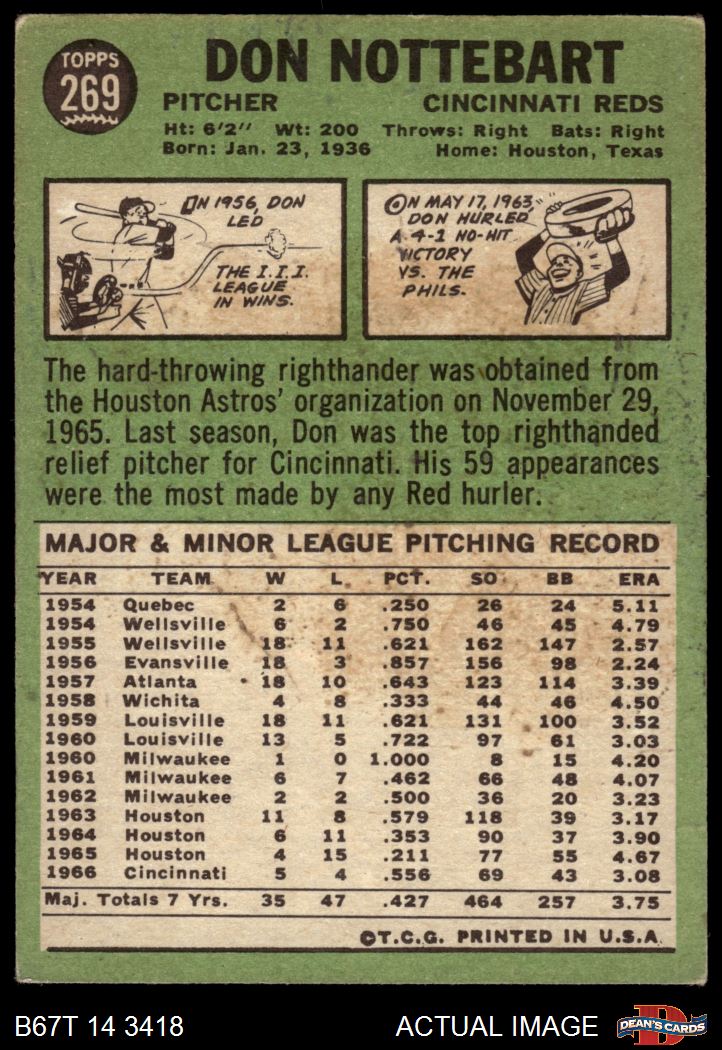 TOPPS
269
DON NOTTEBART
PITCHER CINCINNATI REDS
Ht: 6'2" Wt: 200 Throws: Right Bats: Right
Born: Jan. 23, 1936 Home: Houston, Texas
ON 1956, DON
LED
THE I.I.I.
LEAGUE
IN WINS.
ON MAY 17, 1963,
DON HURLED
A 4-1 NO-HIT
VICTORY
VS. THE
PHILS.
The hard-throwing righthander was obtained from
the Houston Astros' organization on November 29,
1965. Last season, Don was the top righthanded
relief pitcher for Cincinnati. His 59 appearances
were the most made by any Red hurler.
MAJOR & MINOR LEAGUE PITCHING RECORD
YEAR TEAM W L PCT. SO BB ERA
1954 Quebec 2 6 .250 26 24 5.11
1954 Wellsville 6 2 .750 46 45 4.79
1955 Wellsville 18 11 .621 162 147 2.57
1956 Evansville 18 3 .857 156 98 2.24
1957 Atlanta 18 10 .643 123 114 3.39
1958 Wichita 4 8 .333 44 46 4.50
1959 Louisville 18 11 .621 131 100 3.52
1960 Louisville 13 5 .722 97 61 3.03
1960 Milwaukee 1 0 1.000 8 15 4.20
1961 Milwaukee 6 7 .462 66 48 4.07
1962 Milwaukee 2 2 .500 36 20 3.23
1963 Houston 11 8 .579 118 39 3.17
1964 Houston 6 11 .353 90 37 3.90
1965 Houston 4 15 .211 77 55 4.67
1966 Cincinnati 5 4 .556 69 43 3.08
Maj. Totals 7 Yrs. 35 47 .427 464 257 3.75
©T.C.G. PRINTED IN U.S.A.
B67T 14 3418 ACTUAL IMAGE DEAN'S CARDS